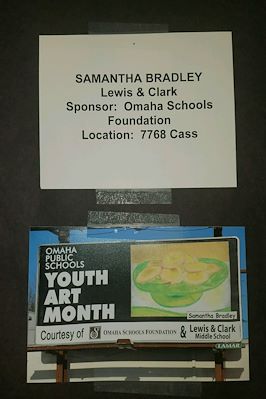 SAMANTHA BRADLEY
Lewis & Clark
Sponsor: Omaha Schools
Foundation
Location: 7768 Cass
OMAHA
PUBLIC
SCHOOLS
YOUTH
ART
MONTH
Samantha Bradley
Courtesy of OMAHA SCHOOLS FOUNDATION & Lewis & Clark
Middle School
LAMAR